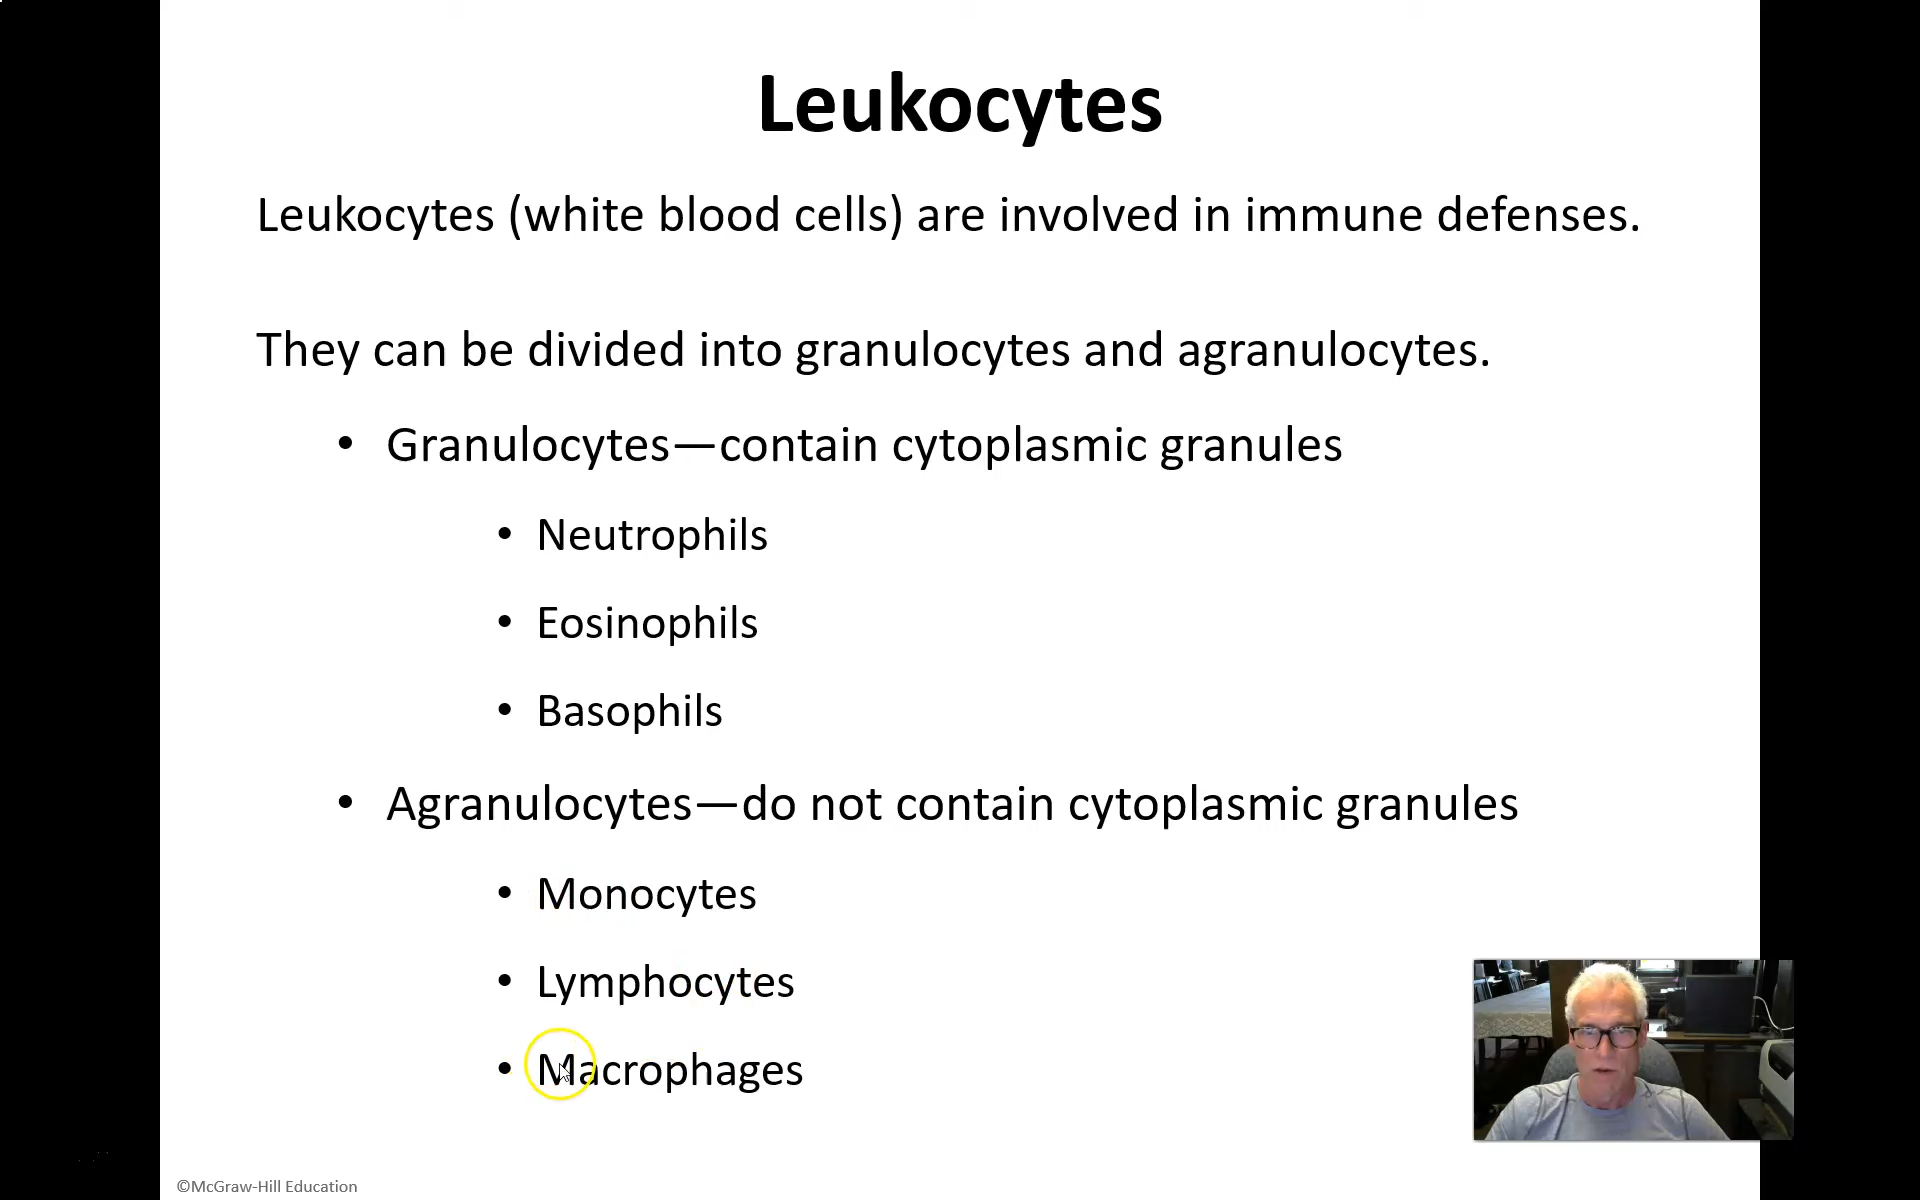 Leukocytes
Leukocytes (white blood cells) are involved in immune defenses.
They can be divided into granulocytes and agranulocytes.
• Granulocytes—contain cytoplasmic granules
• Neutrophils
• Eosinophils
• Basophils
• Agranulocytes—do not contain cytoplasmic granules
• Monocytes
• Lymphocytes
• Macrophages
©McGraw-Hill Education